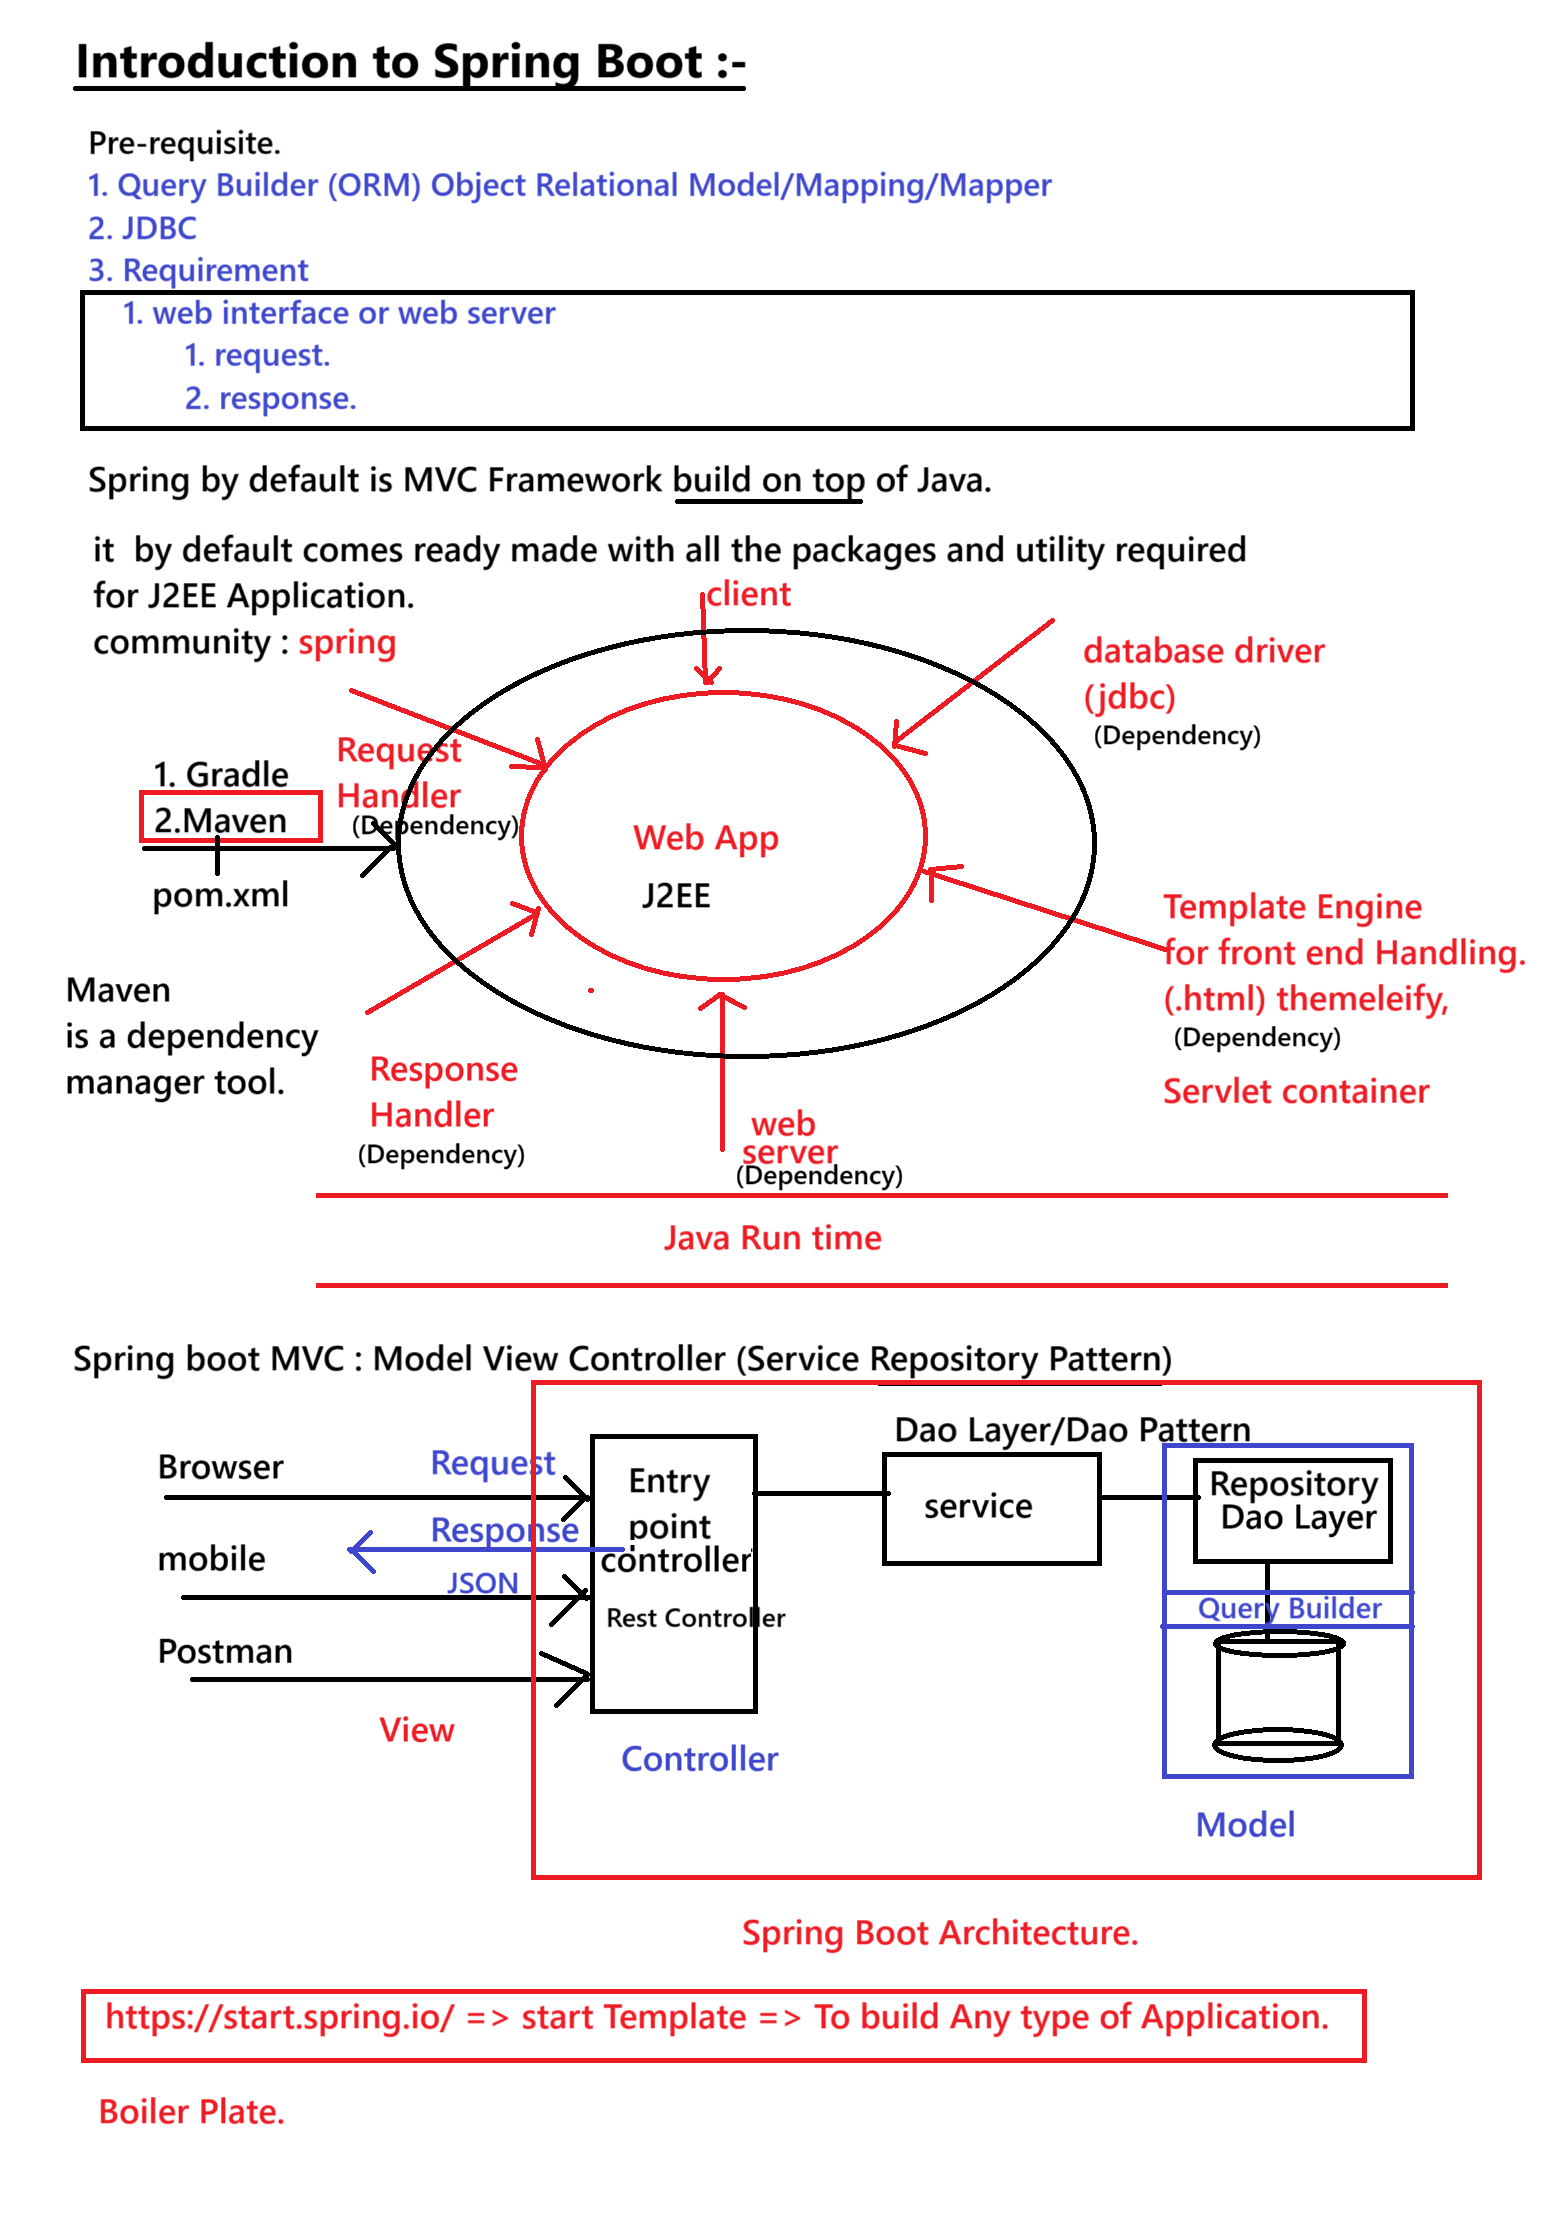 Introduction to Spring Boot :-
Pre-requisite.
1. Query Builder (ORM) Object Relational Model/Mapping/Mapper
2. JDBC
3. Requirement
1. web interface or web server
1. request.
2. response.
Spring by default is MVC Framework build on top of Java.
it by default comes ready made with all the packages and utility required
for J2EE Application.
community : spring
client
database driver
(jdbc)
(Dependency)
Request
Handler
(Dependency)
1. Gradle
2.Maven
pom.xml
Web App
J2EE
Template Engine
for front end Handling.
(.html) themeleify,
(Dependency)
Servlet container
Maven
is a dependency
manager tool.
Response
Handler
(Dependency)
web
server
(Dependency)
Java Run time
Spring boot MVC : Model View Controller (Service Repository Pattern)
Browser
Request
Response
mobile
JSON
Postman
View
Entry
point
controller
Rest Controller
Controller
Dao Layer/Dao Pattern
service
Repository
Dao Layer
Query Builder
Model
Spring Boot Architecture.
https://start.spring.io/ => start Template => To build Any type of Application.
Boiler Plate.